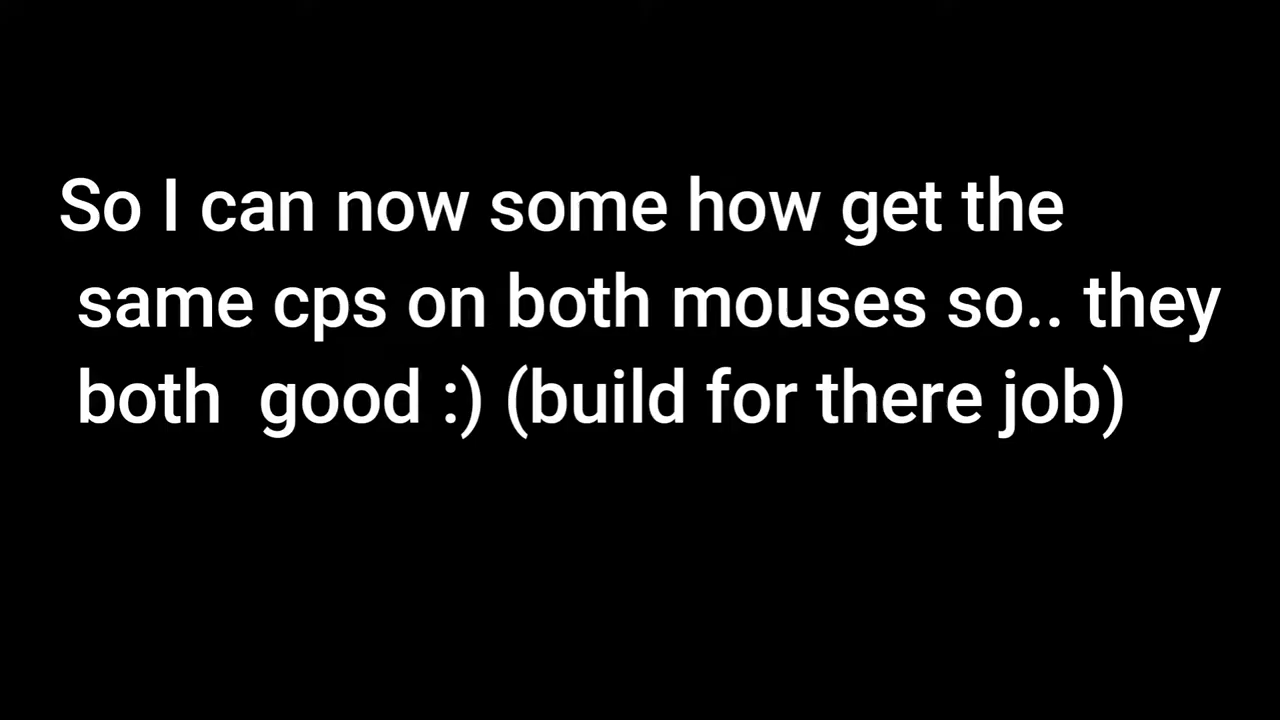 So I can now some how get the
same cps on both mouses so.. they
both  good :) (build for there job)